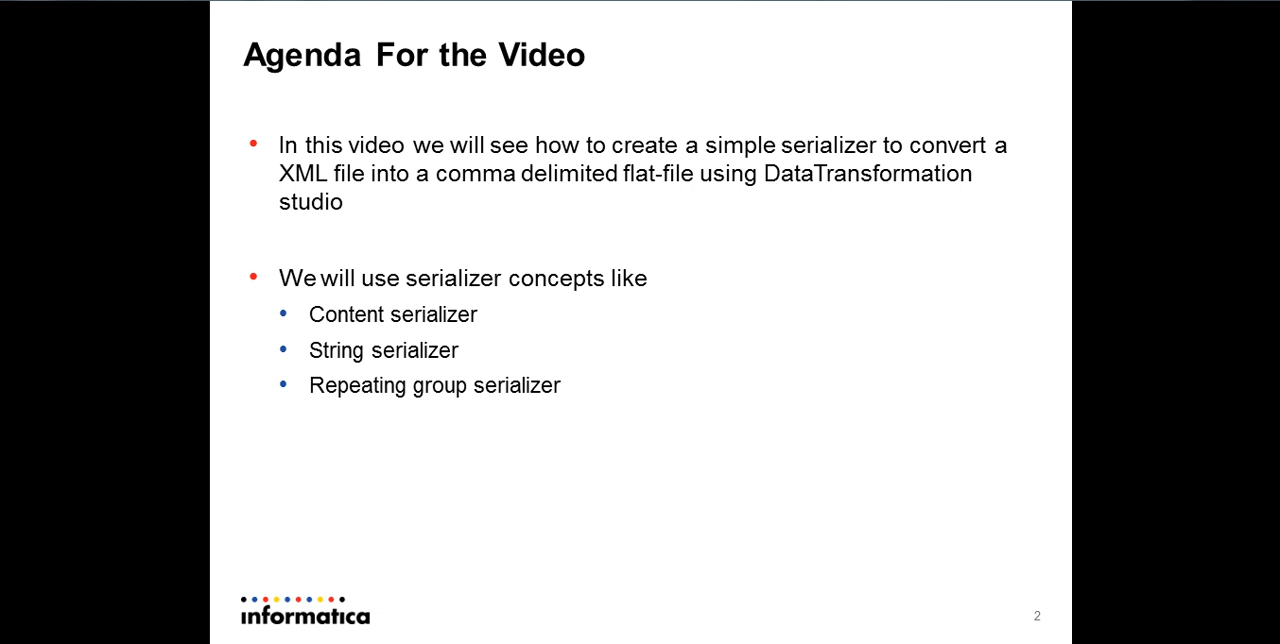 Agenda For the Video
• In this video we will see how to create a simple serializer to convert a
XML file into a comma delimited flat-file using DataTransformation
studio
• We will use serializer concepts like
• Content serializer
• String serializer
• Repeating group serializer
informatica
2